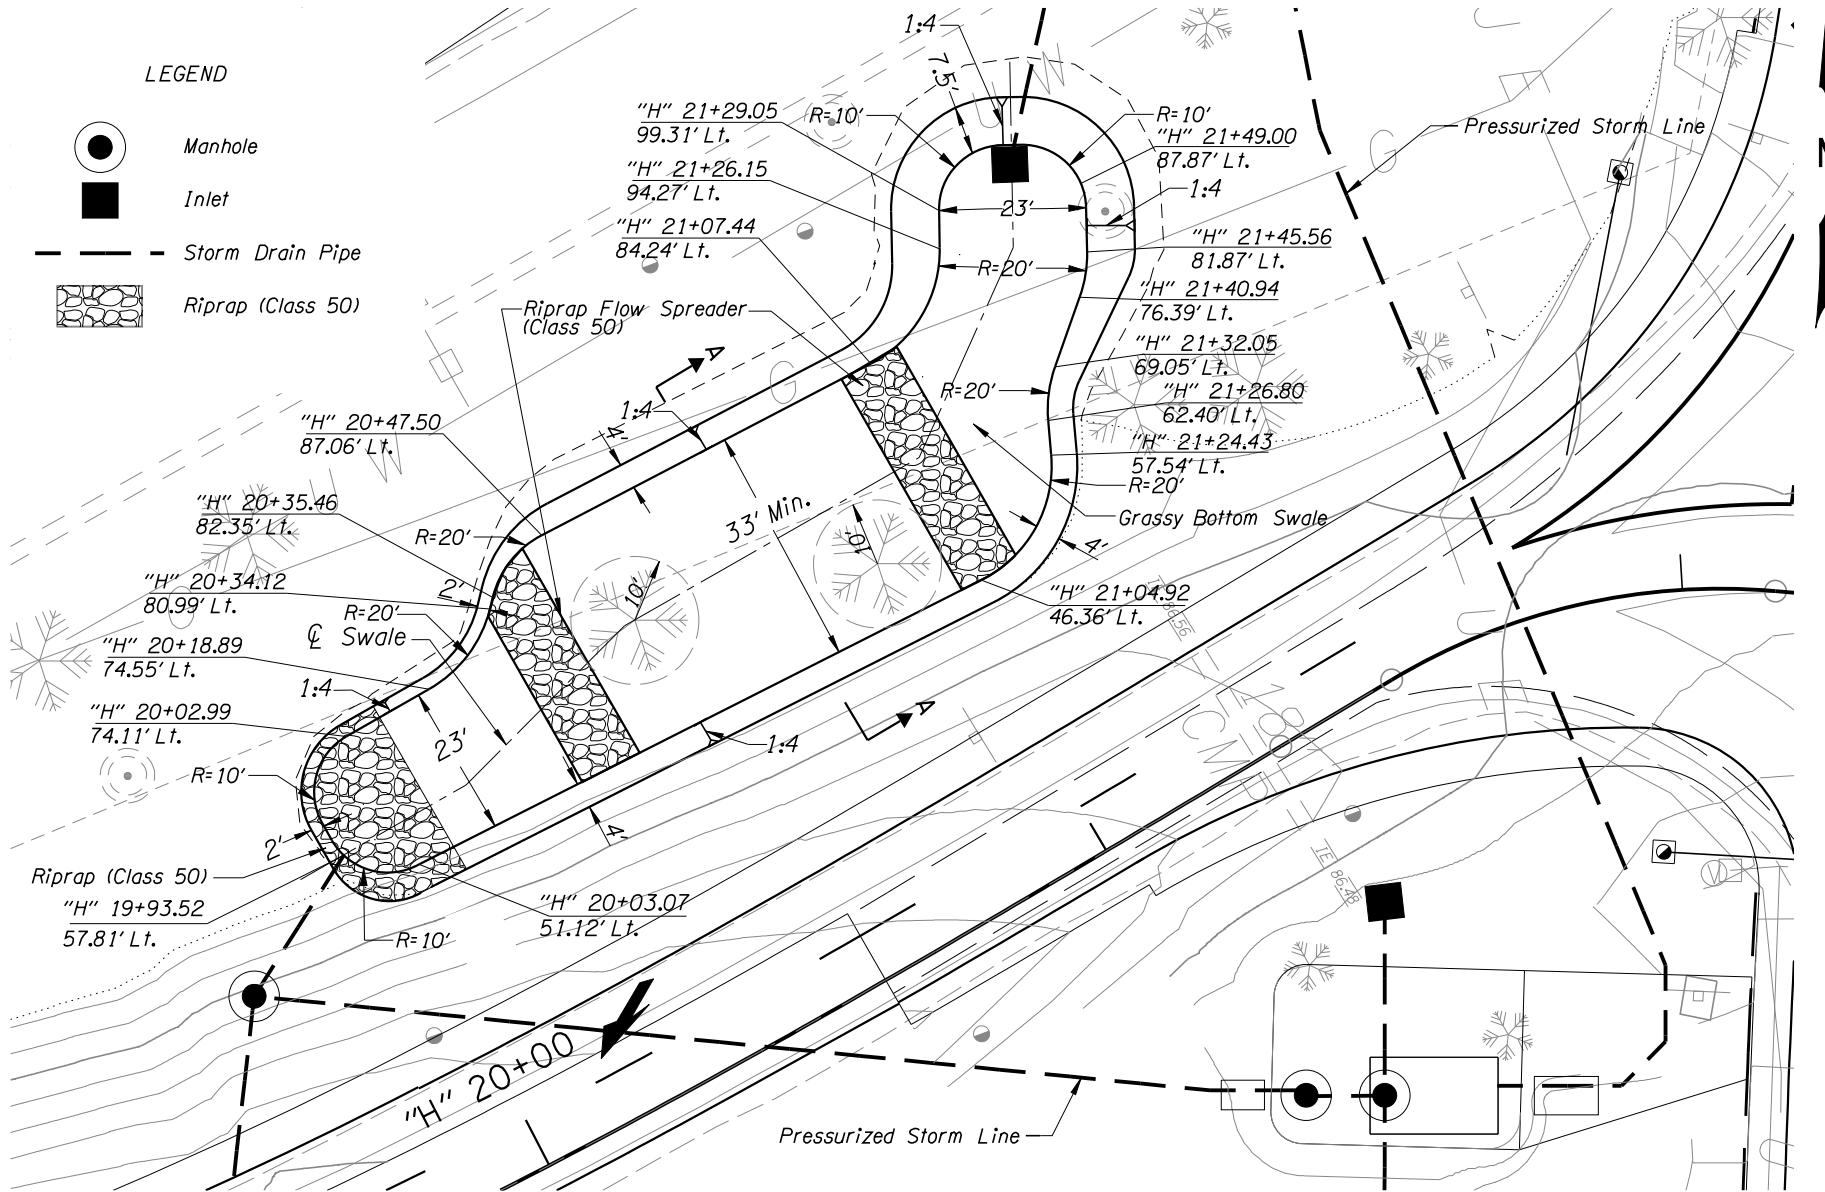 LEGEND
Manhole
Inlet
Storm Drain Pipe
Riprap (Class 50)
1:4
7.5'
W
U
G
R=10'
R=10'
"H" 21+29.05
99.31' Lt.
"H" 21+26.15
94.27' Lt.
"H" 21+07.44
84.24' Lt.
"H" 21+49.00
87.87' Lt.
1:4
Pressurized Storm Line
23'
R=20'
"H" 21+45.56
81.87' Lt.
"H" 21+40.94
76.39' Lt.
"H" 21+32.05
69.05' Lt.
R=20'
"H" 21+26.80
62.40' Lt.
"H" 21+24.43
57.54' Lt.
R=20'
Grassy Bottom Swale
4'
"H" 21+04.92
46.36' Lt.
Riprap Flow Spreader
(Class 50)
A
G
1:4
4'
"H" 20+47.50
87.06' Lt.
W
U
"H" 20+35.46
82.35' Lt.
R=20'
33' Min.
10'
10'
"H" 20+34.12
80.99' Lt.
2'
R=20'
℄ Swale
"H" 20+18.89
74.55' Lt.
1:4
"H" 20+02.99
74.11' Lt.
23'
1:4
A
R=10'
2'
4'
Riprap (Class 50)
"H" 19+93.52
57.81' Lt.
R=10'
"H" 20+03.07
51.12' Lt.
IE 86.56
IE 86.48
"H" 20+00
Pressurized Storm Line